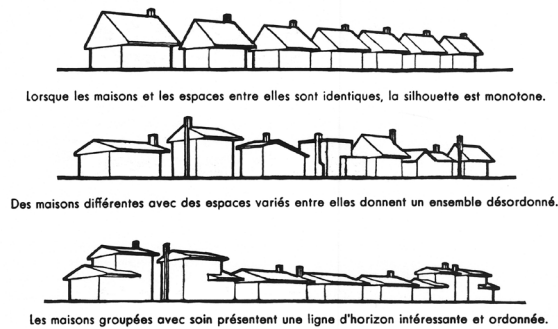 Lorsque les maisons et les espaces entre elles sont identiques, la silhouette est monotone.
Des maisons différentes avec des espaces variés entre elles donnent un ensemble désordonné.
Les maisons groupées avec soin présentent une ligne d'horizon intéressante et ordonnée.